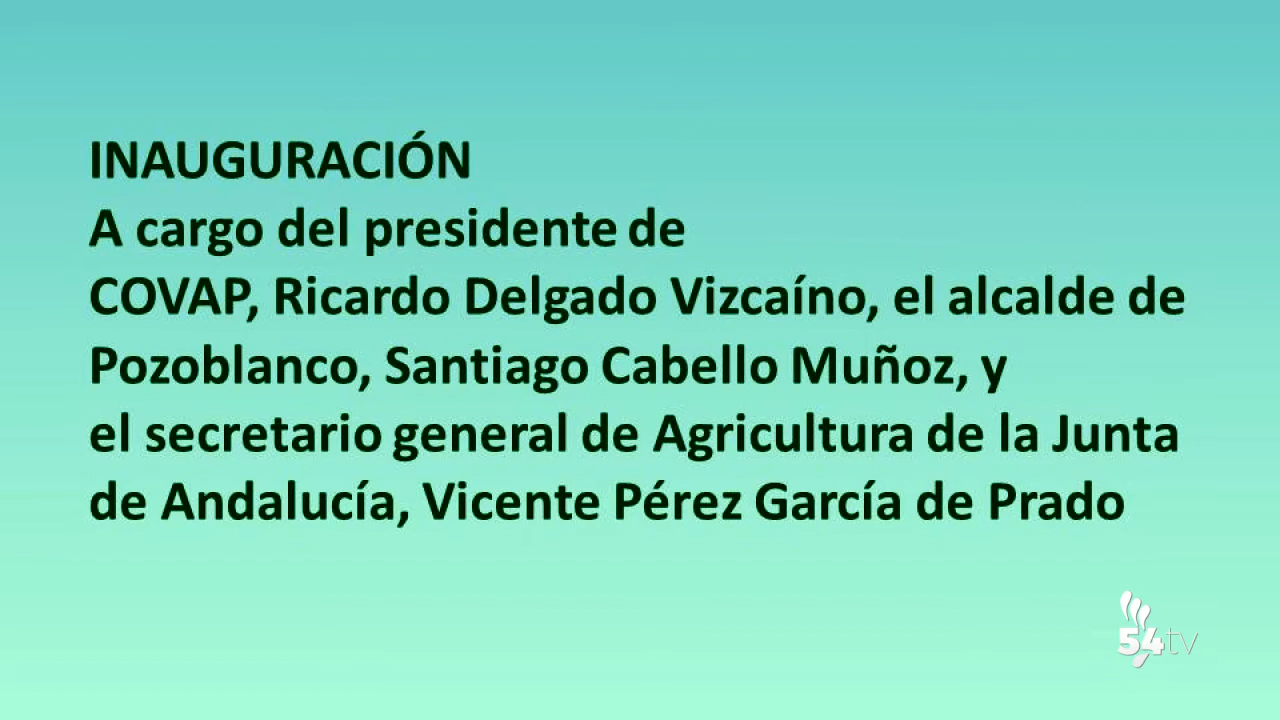 INAUGURACIÓN
A cargo del presidente de
COVAP, Ricardo Delgado Vizcaíno, el alcalde de
Pozoblanco, Santiago Cabello Muñoz, y
el secretario general de Agricultura de la Junta
de Andalucía, Vicente Pérez García de Prado
54tv